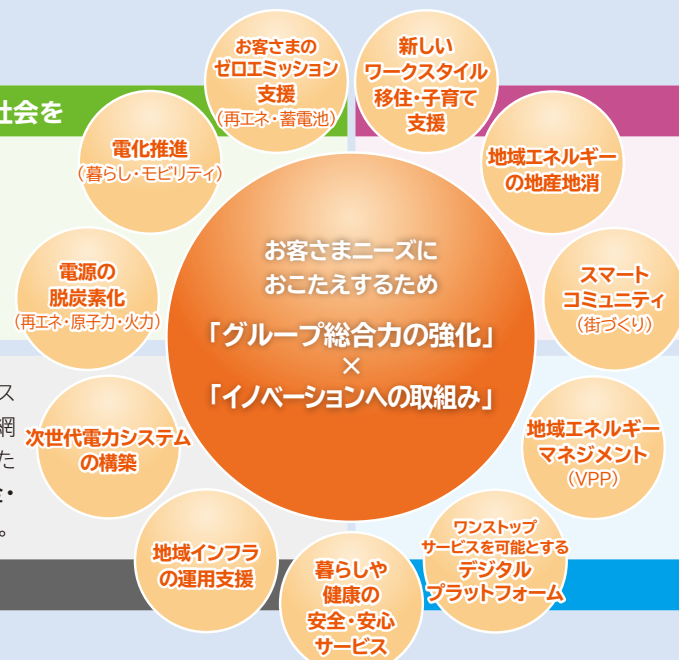 社会を
お客さまの
ゼロエミッション
支援
（再エネ・蓄電池）
新しい
ワークスタイル
移住・子育て
支援
電化推進
（暮らし・モビリティ）
地域エネルギー
の地産地消
電源の
脱炭素化
（再エネ・原子力・火力）
スマート
コミュニティ
（街づくり）
お客さまニーズに
おこたえするため
「グループ総合力の強化」
×
「イノベーションへの取組み」
ス
網
た
・
。
次世代電力システム
の構築
地域エネルギー
マネジメント
（VPP）
地域インフラ
の運用支援
暮らしや
健康の
安全・安心
サービス
ワンストップ
サービスを可能とする
デジタル
プラットフォーム